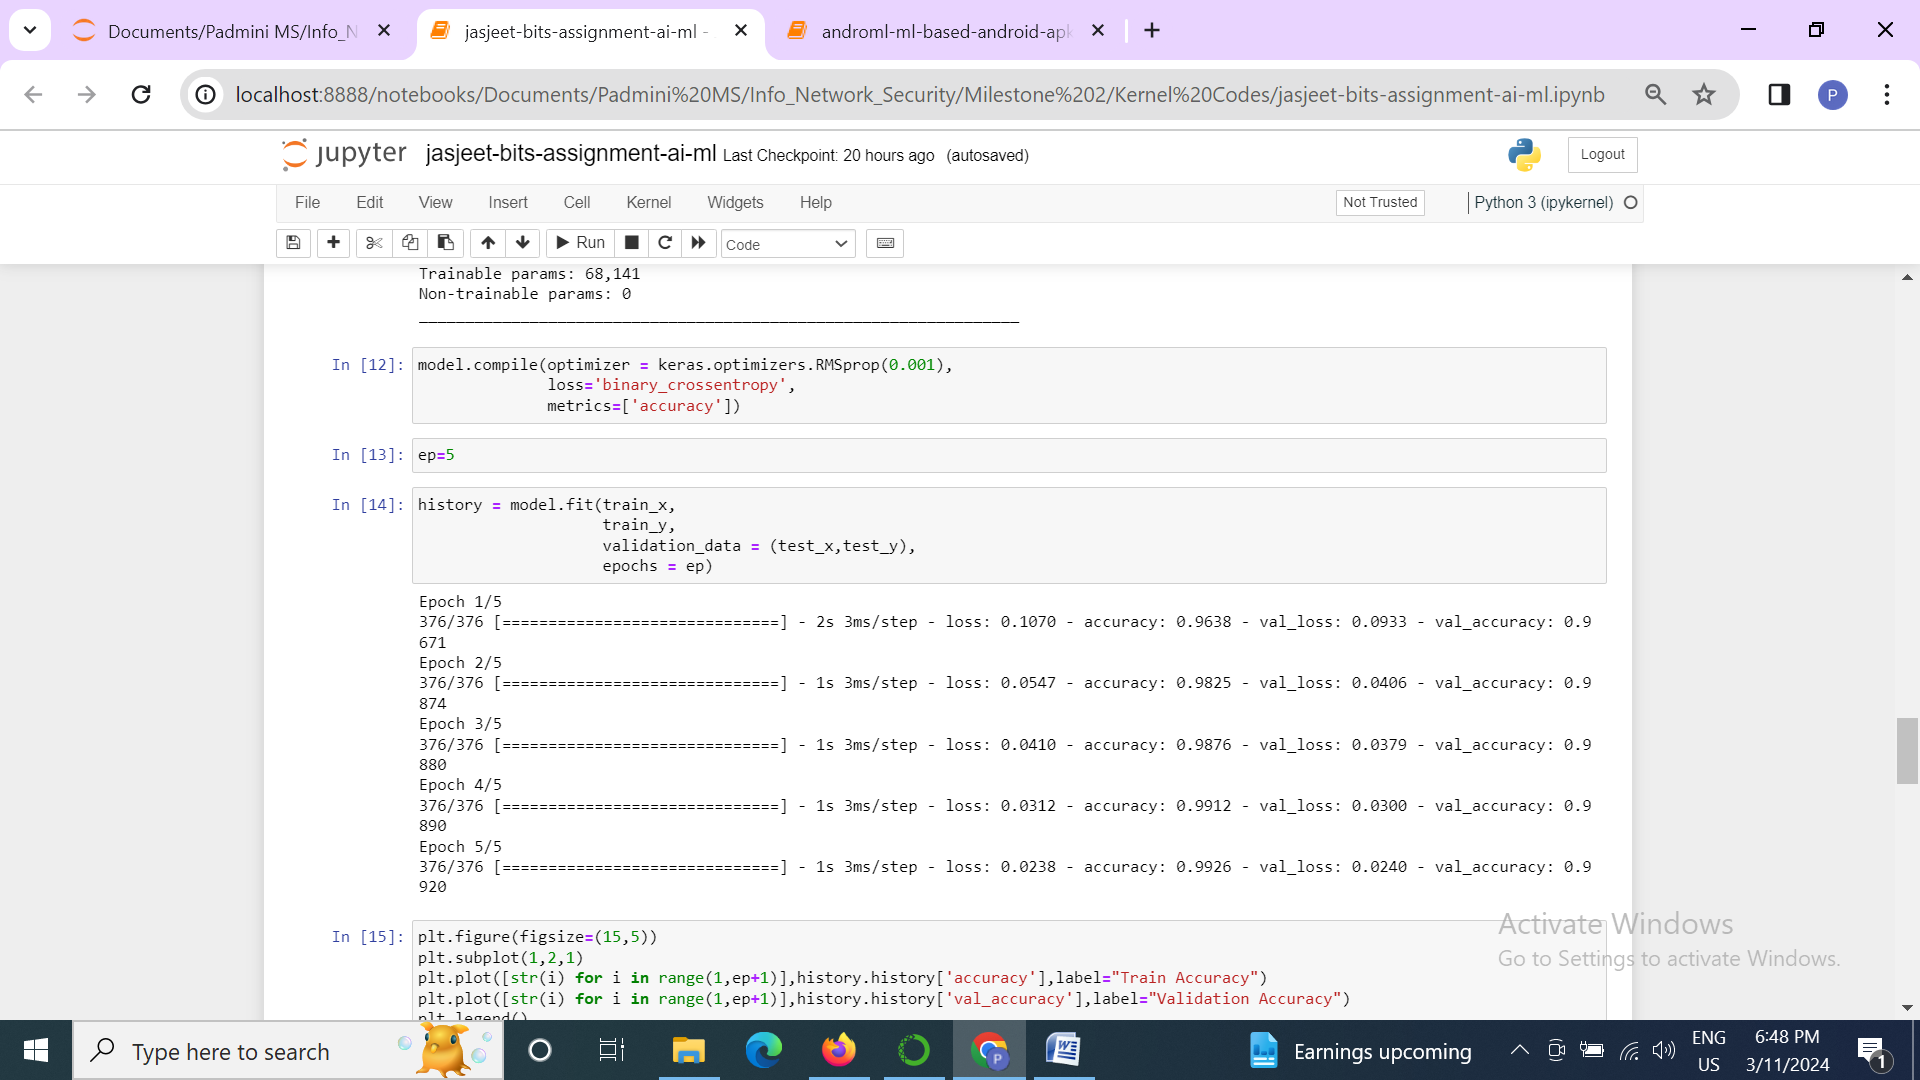 Documents/Padmini MS/Info_N
jasjeet-bits-assignment-ai-ml -
androml-ml-based-android-apk
localhost:8888/notebooks/Documents/Padmini%20MS/Info_Network_Security/Milestone%202/Kernel%20Codes/jasjeet-bits-assignment-ai-ml.ipynb
P
jupyter jasjeet-bits-assignment-ai-ml Last Checkpoint: 20 hours ago (autosaved)
Logout
File Edit View Insert Cell Kernel Widgets Help
Not Trusted
Python 3 (ipykernel)
Run
Code
Trainable params: 68,141
Non-trainable params: 0
_________________________________________________________________
In [12]: model.compile(optimizer = keras.optimizers.RMSprop(0.001),
loss='binary_crossentropy',
metrics=['accuracy'])
In [13]: ep=5
In [14]: history = model.fit(train_x,
train_y,
validation_data = (test_x,test_y),
epochs = ep)
Epoch 1/5
376/376 [==============================] - 2s 3ms/step - loss: 0.1070 - accuracy: 0.9638 - val_loss: 0.0933 - val_accuracy: 0.9
671
Epoch 2/5
376/376 [==============================] - 1s 3ms/step - loss: 0.0547 - accuracy: 0.9825 - val_loss: 0.0406 - val_accuracy: 0.9
874
Epoch 3/5
376/376 [==============================] - 1s 3ms/step - loss: 0.0410 - accuracy: 0.9876 - val_loss: 0.0379 - val_accuracy: 0.9
880
Epoch 4/5
376/376 [==============================] - 1s 3ms/step - loss: 0.0312 - accuracy: 0.9912 - val_loss: 0.0300 - val_accuracy: 0.9
890
Epoch 5/5
376/376 [==============================] - 1s 3ms/step - loss: 0.0238 - accuracy: 0.9926 - val_loss: 0.0240 - val_accuracy: 0.9
920
In [15]: plt.figure(figsize=(15,5))
plt.subplot(1,2,1)
plt.plot([str(i) for i in range(1,ep+1)],history.history['accuracy'],label="Train Accuracy")
plt.plot([str(i) for i in range(1,ep+1)],history.history['val_accuracy'],label="Validation Accuracy")
plt.legend()
Activate Windows
Go to Settings to activate Windows.
Type here to search
P
W
Earnings upcoming
ENG
US
6:48 PM
3/11/2024
1